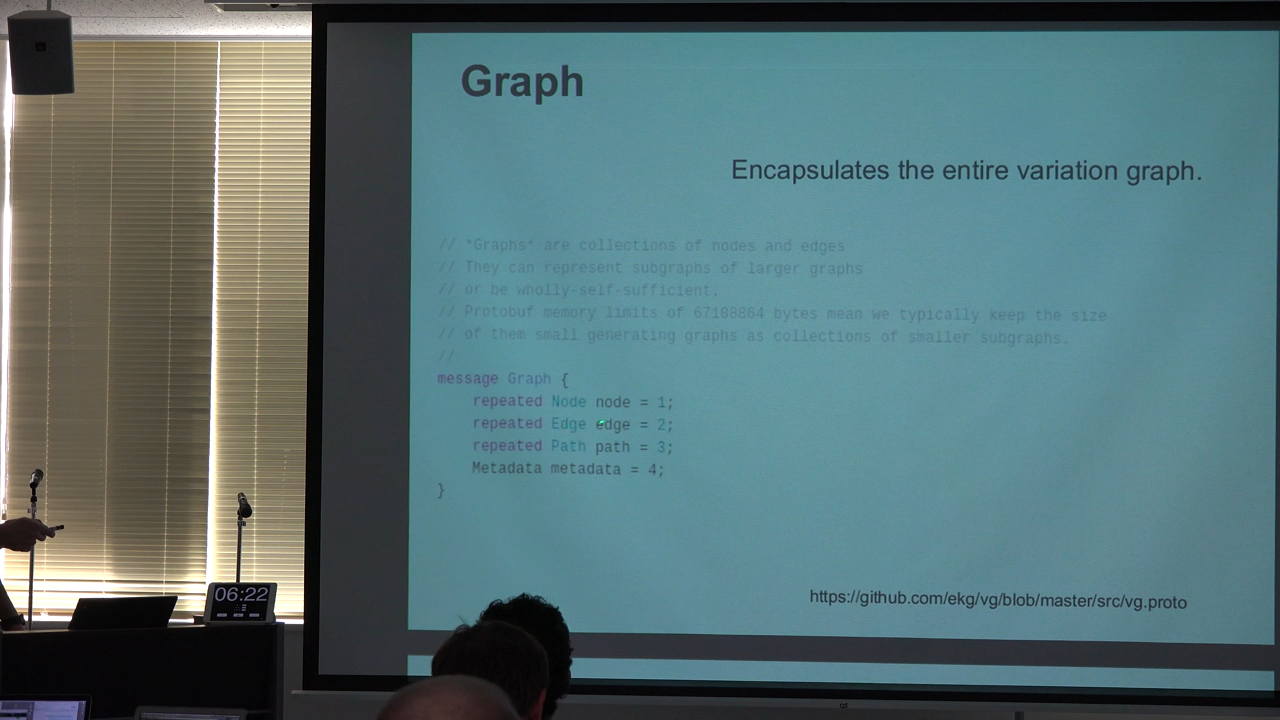 Graph
Encapsulates the entire variation graph.
// *Graphs* are collections of nodes and edges
// They can represent subgraphs of larger graphs
// or be wholly-self-sufficient.
// Protobuf memory limits of 67108864 bytes mean we typically keep the size
// of them small generating graphs as collections of smaller subgraphs.
//
message Graph {
repeated Node node = 1;
repeated Edge edge = 2;
repeated Path path = 3;
Metadata metadata = 4;
}
https://github.com/ekg/vg/blob/master/src/vg.proto
06:22